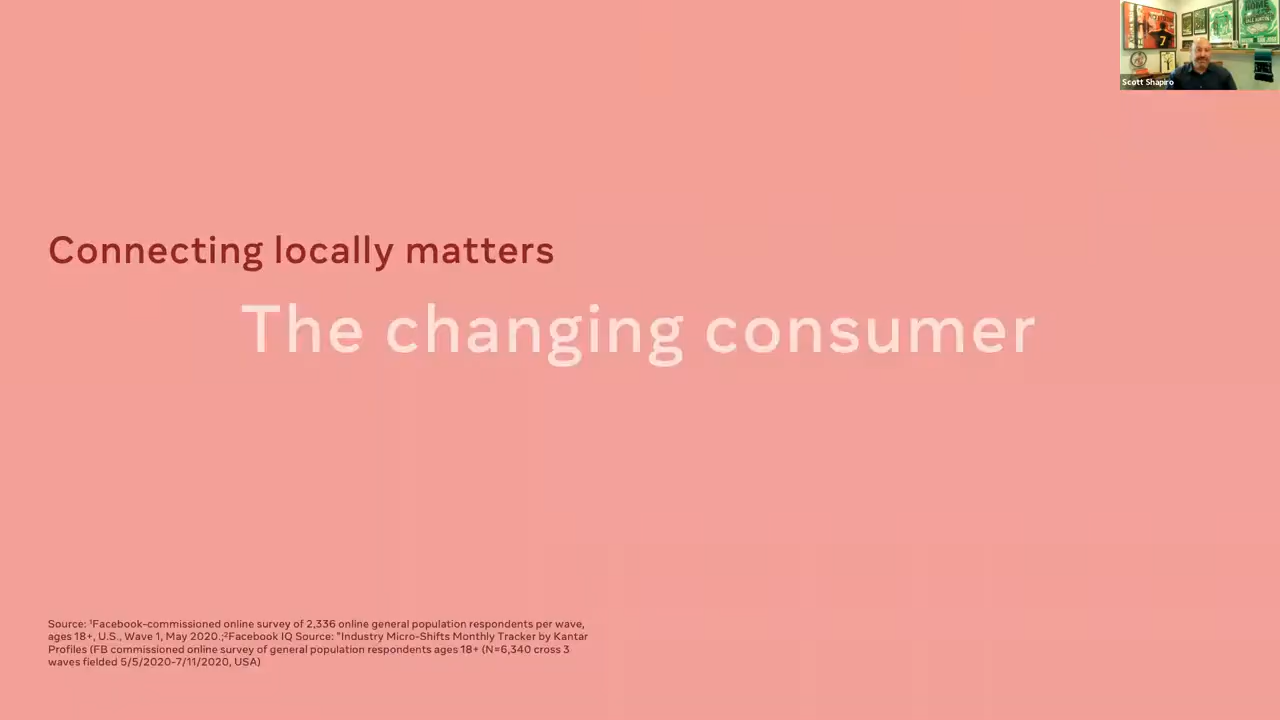 Scott Shapiro
Connecting locally matters
The changing consumer
Source: ¹Facebook-commissioned online survey of 2,336 online general population respondents per wave,
ages 18+, U.S., Wave 1, May 2020.;²Facebook IQ Source: "Industry Micro-Shifts Monthly Tracker by Kantar
Profiles (FB commissioned online survey of general population respondents ages 18+ (N=6,340 cross 3
waves fielded 5/5/2020-7/11/2020, USA)